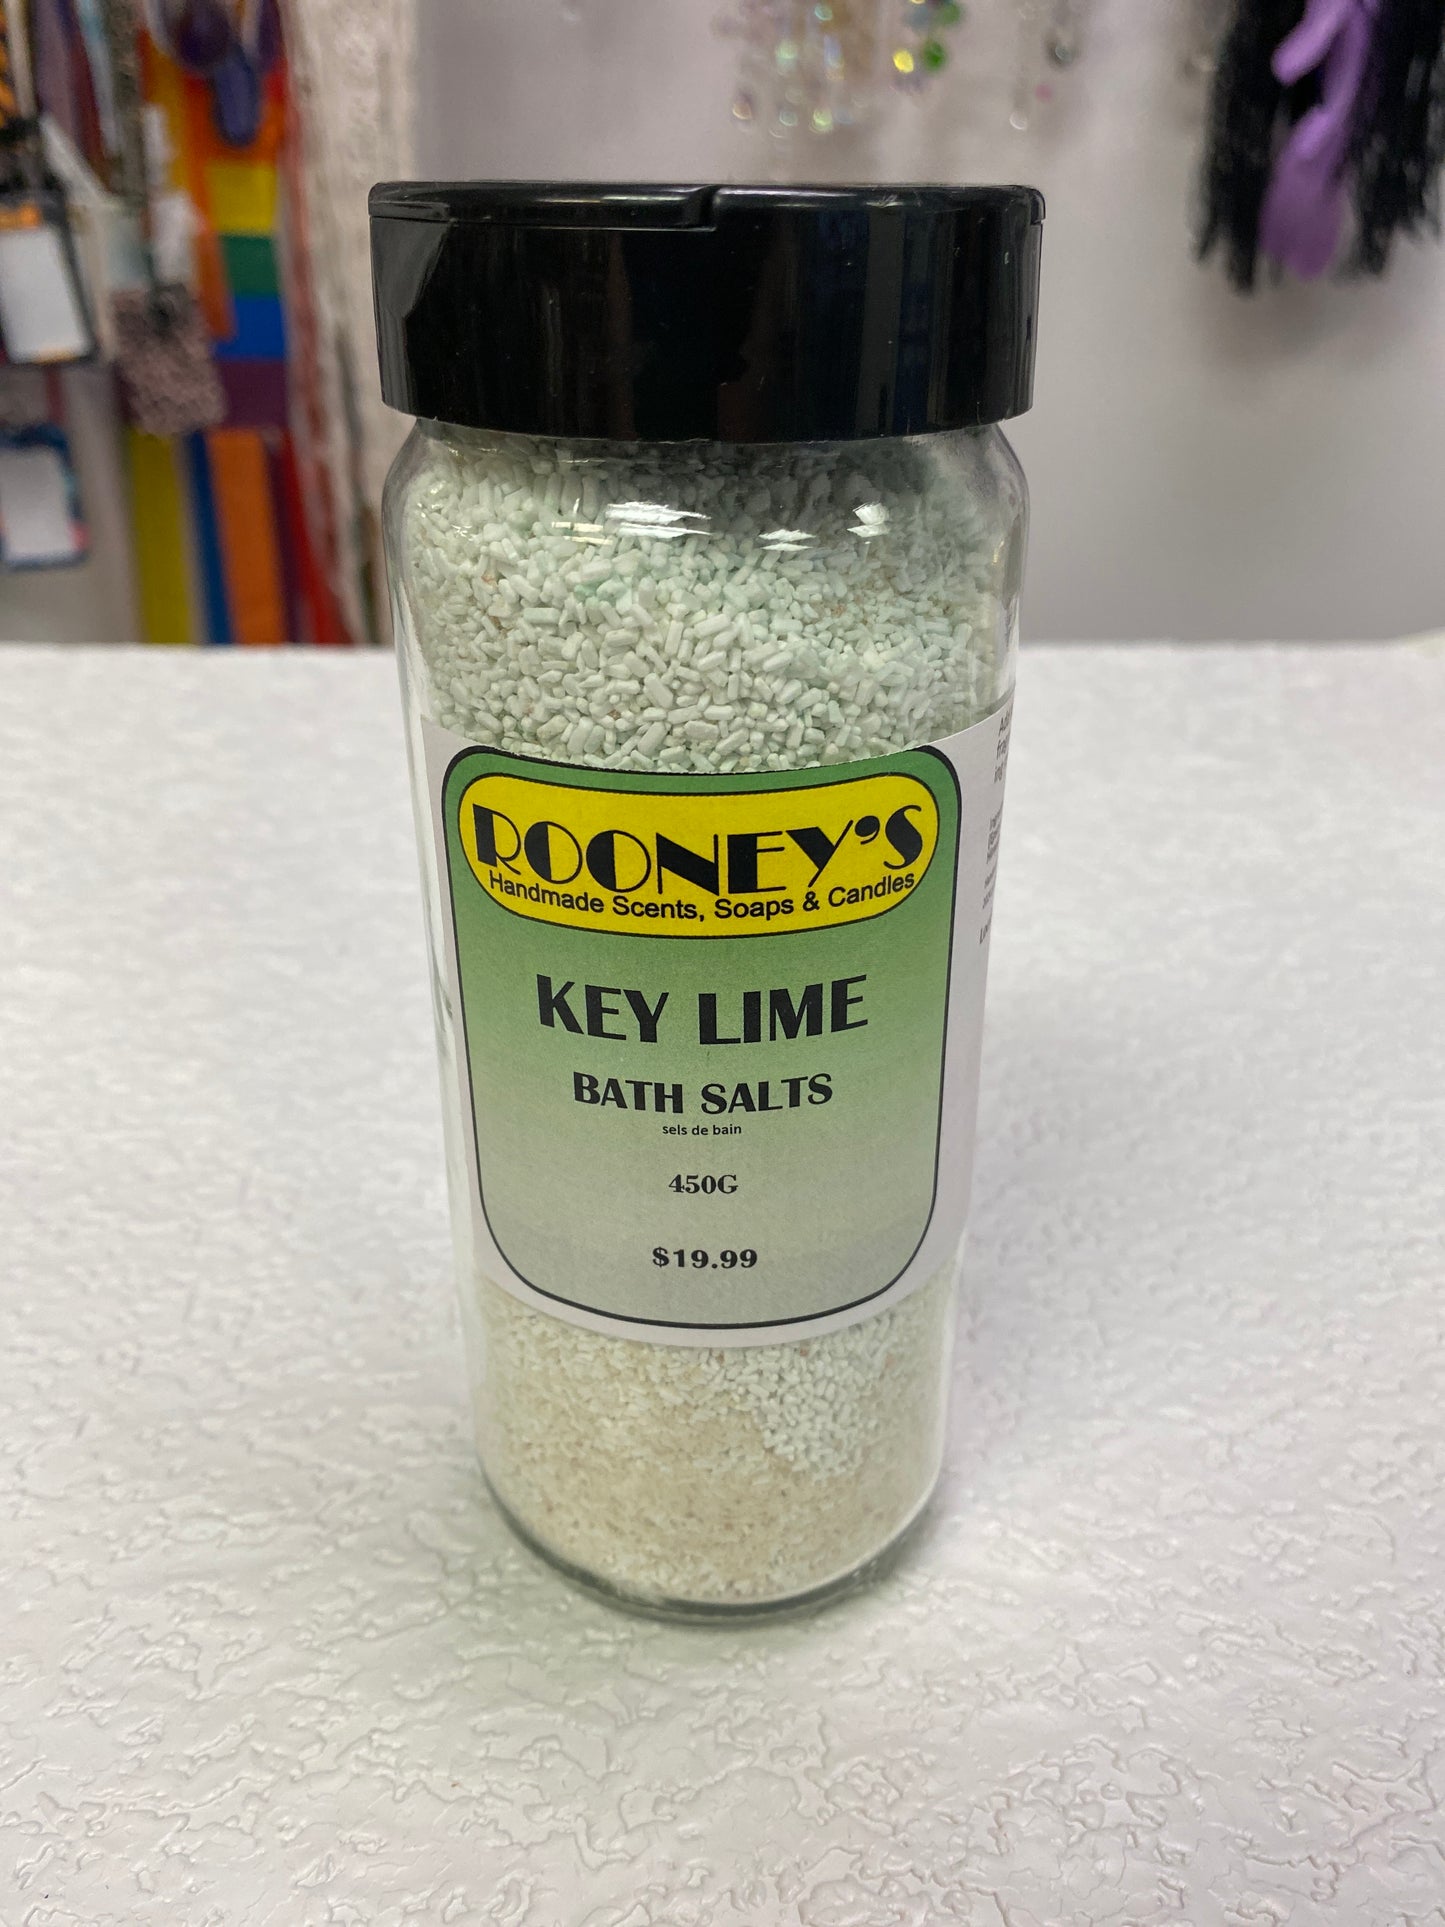 ROONEY'S
Handmade Scents, Soaps & Candles
KEY LIME
BATH SALTS
sels de bain
450G
$19.99